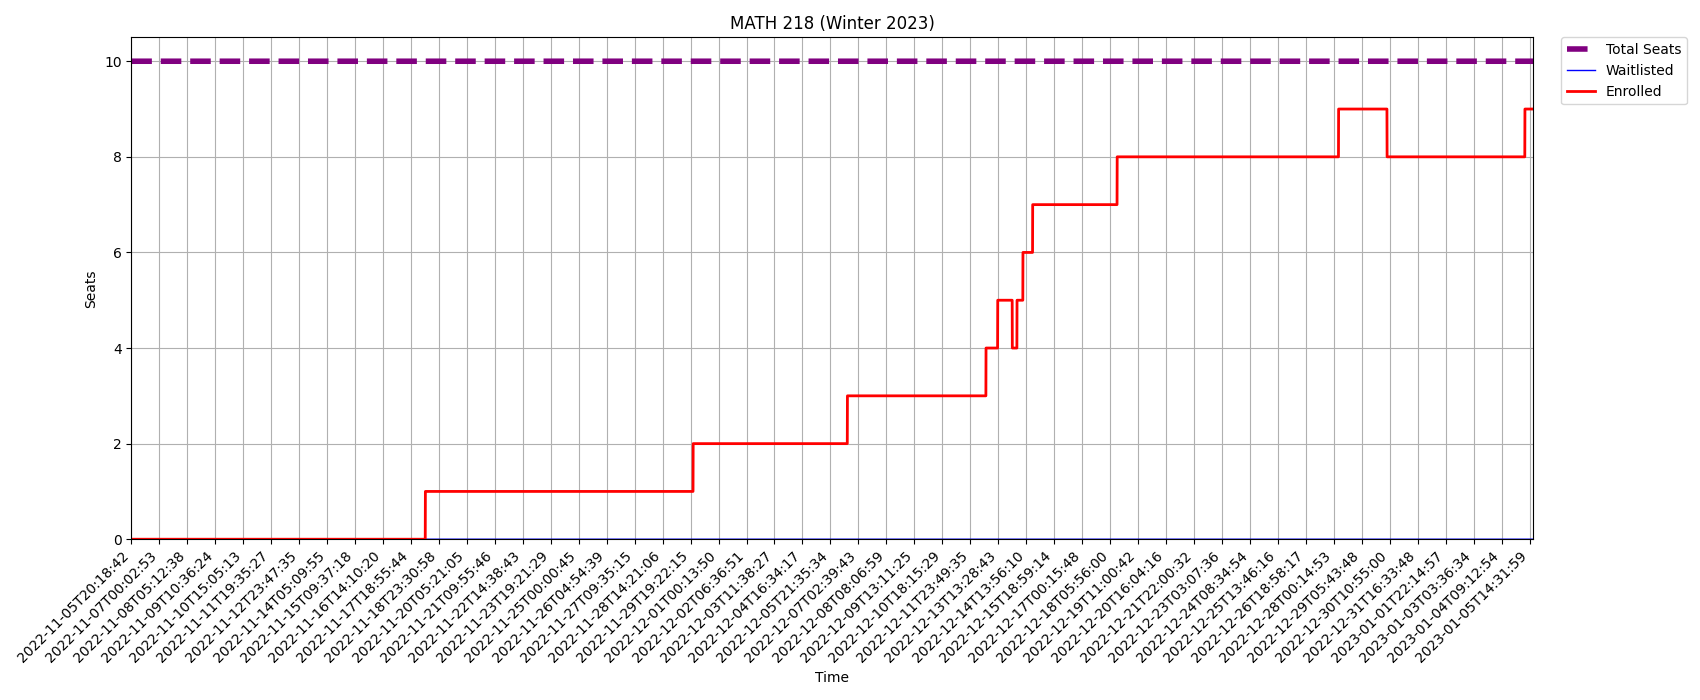 MATH 218 (Winter 2023)
Total Seats
Waitlisted
Enrolled
10
8
6
4
2
0
Seats
2022-11-05T20:18:42
2022-11-07T00:02:53
2022-11-08T05:12:38
2022-11-09T10:36:24
2022-11-10T15:05:13
2022-11-11T19:35:27
2022-11-12T23:47:35
2022-11-14T05:09:55
2022-11-15T09:37:18
2022-11-16T14:10:20
2022-11-17T18:55:44
2022-11-18T23:30:58
2022-11-20T05:21:05
2022-11-21T09:55:46
2022-11-22T14:38:43
2022-11-23T19:21:29
2022-11-25T00:00:45
2022-11-26T04:54:39
2022-11-27T09:35:15
2022-11-28T14:21:06
2022-11-29T19:22:15
2022-12-01T00:13:50
2022-12-02T06:36:51
2022-12-03T11:38:27
2022-12-04T16:34:17
2022-12-05T21:35:34
2022-12-07T02:39:43
2022-12-08T08:06:59
2022-12-09T13:11:25
2022-12-10T18:15:29
2022-12-11T23:49:35
2022-12-13T13:28:43
2022-12-14T13:56:10
2022-12-15T18:59:14
2022-12-17T00:15:48
2022-12-18T05:56:00
2022-12-19T11:00:42
2022-12-20T16:04:16
2022-12-21T22:00:32
2022-12-23T03:07:36
2022-12-24T08:34:54
2022-12-25T13:46:16
2022-12-26T18:58:17
2022-12-28T00:14:53
2022-12-29T05:43:48
2022-12-30T10:55:00
2022-12-31T16:33:48
2023-01-01T22:14:57
2023-01-03T03:36:34
2023-01-04T09:12:54
2023-01-05T14:31:59
Time